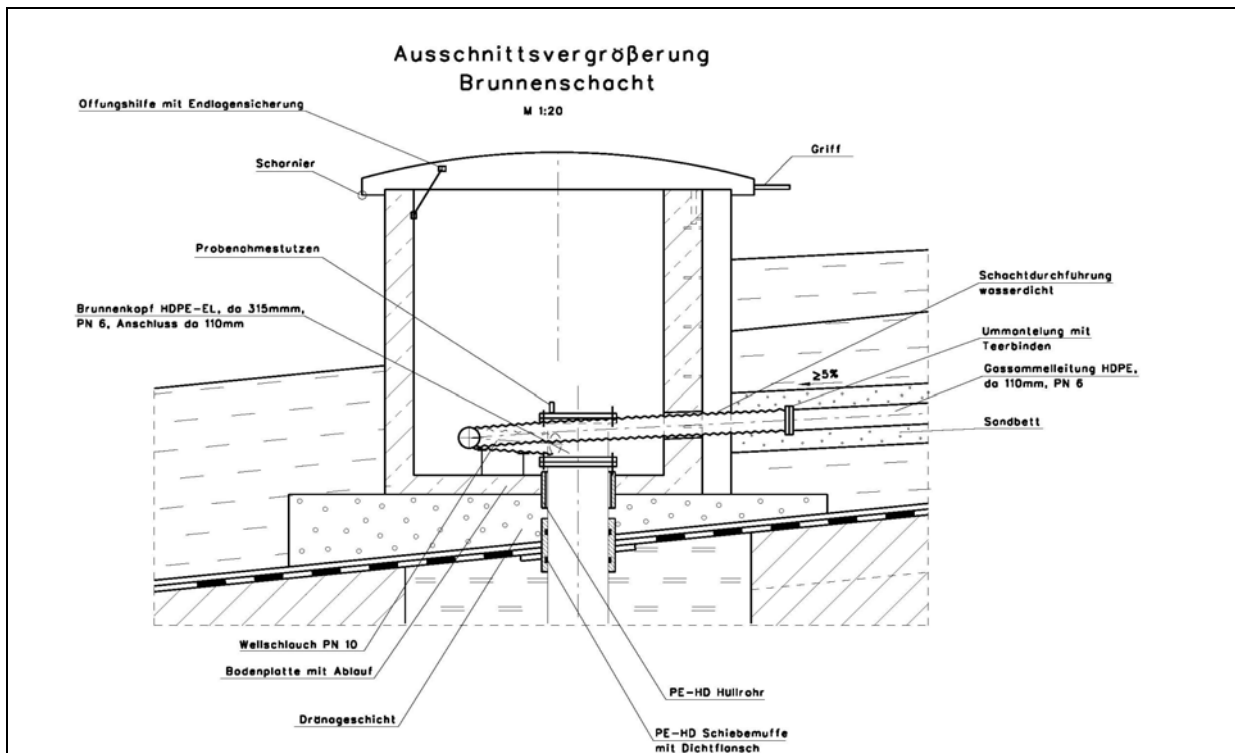 Ausschnittsvergrößerung
Brunnenschacht
M 1:20
Öffungshilfe mit Endlagensicherung
Scharnier
Griff
Probenahmestutzen
Schachtdurchführung
wasserdicht
Brunnenkopf HDPE-EL, da 315mmm,
PN 6, Anschluss da 110mm
Ummantelung mit
Teerbinden
≥5%
Gassammelleitung HDPE,
da 110mm, PN 6
Sandbett
Wellschlauch PN 10
Bodenplatte mit Ablauf
PE-HD Hüllrohr
Dränageschicht
PE-HD Schiebemuffe
mit Dichtflansch